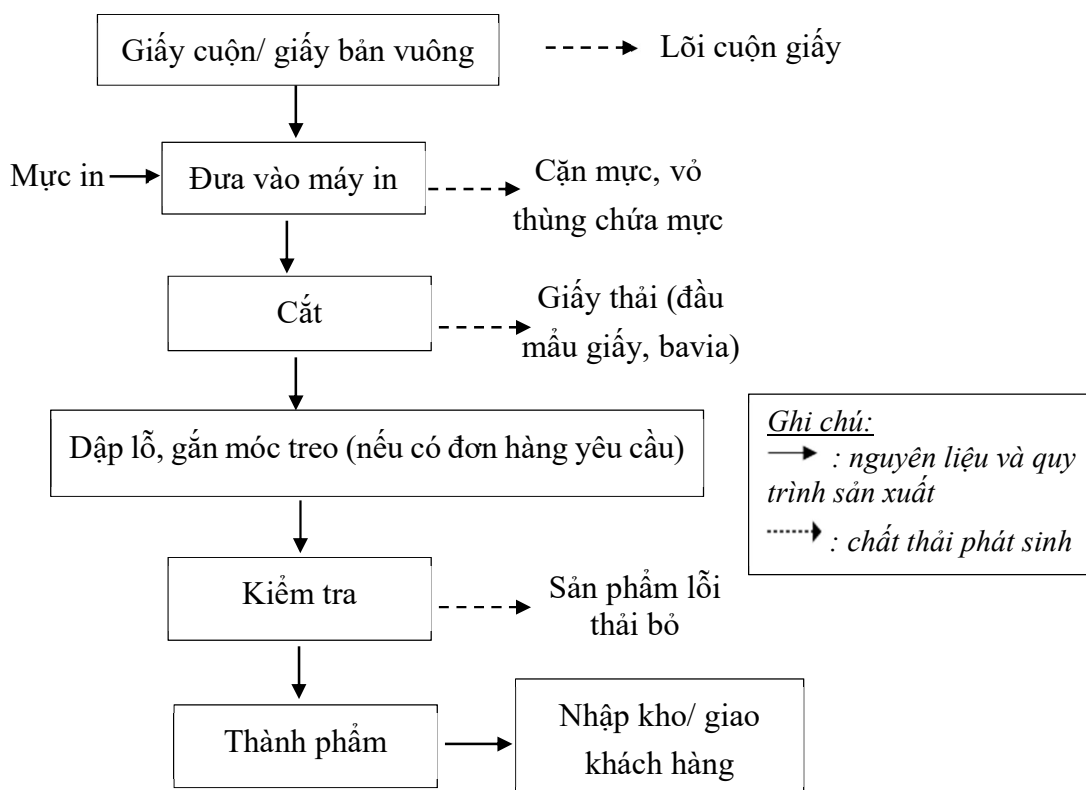 Giấy cuộn/ giấy bản vuông
Lõi cuộn giấy
Mực in
Đưa vào máy in
Cặn mực, vỏ
thùng chứa mực
Cắt
Giấy thải (đầu
mẩu giấy, bavia)
Dập lỗ, gắn móc treo (nếu có đơn hàng yêu cầu)
Ghi chú:
: nguyên liệu và quy
trình sản xuất
: chất thải phát sinh
Kiểm tra
Sản phẩm lỗi
thải bỏ
Thành phẩm
Nhập kho/ giao
khách hàng